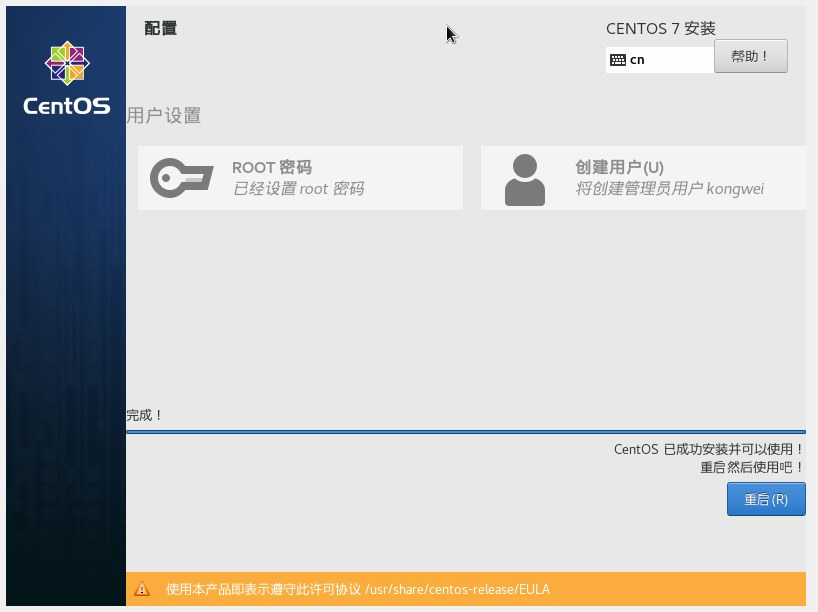 CentOS
配置
CENTOS 7 安装
cn
帮助！
用户设置
ROOT 密码
已经设置 root 密码
创建用户(U)
将创建管理员用户 kongwei
完成！
CentOS 已成功安装并可以使用！
重启然后使用吧！
重启(R)
使用本产品即表示遵守此许可协议 /usr/share/centos-release/EULA